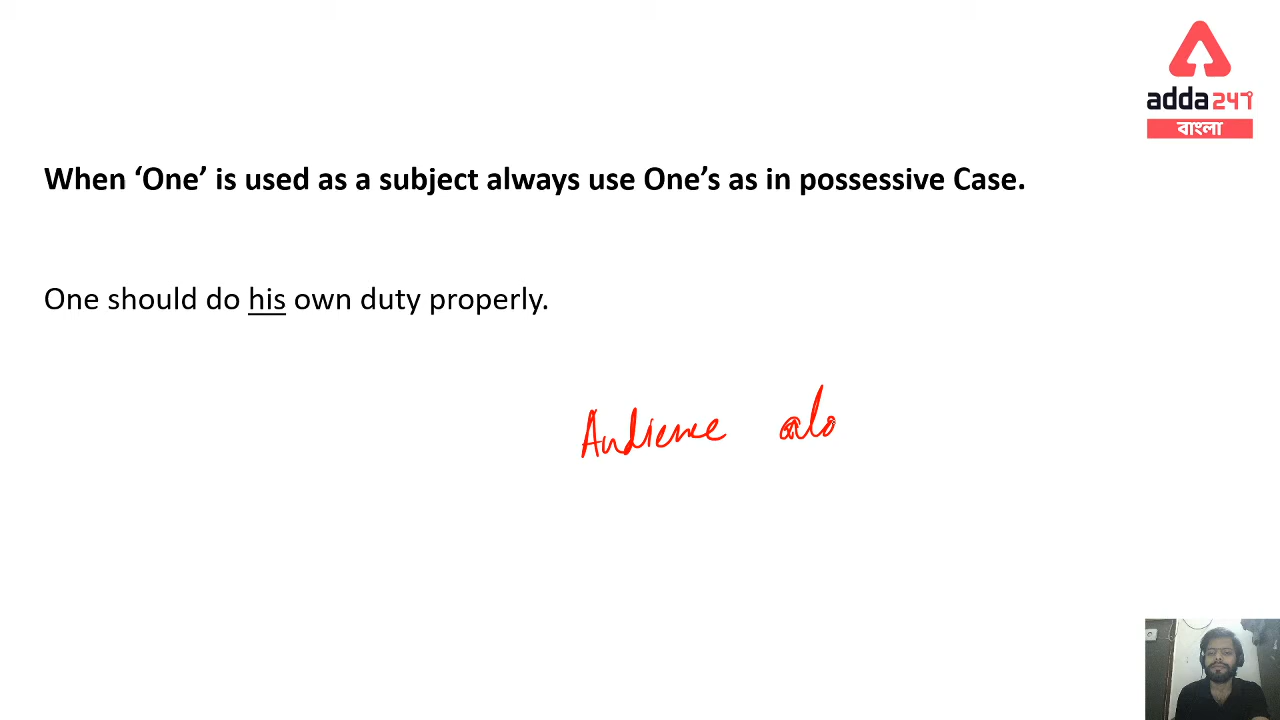 adda247
বাংলা
When ‘One’ is used as a subject always use One’s as in possessive Case.
One should do his own duty properly.
Audience alo